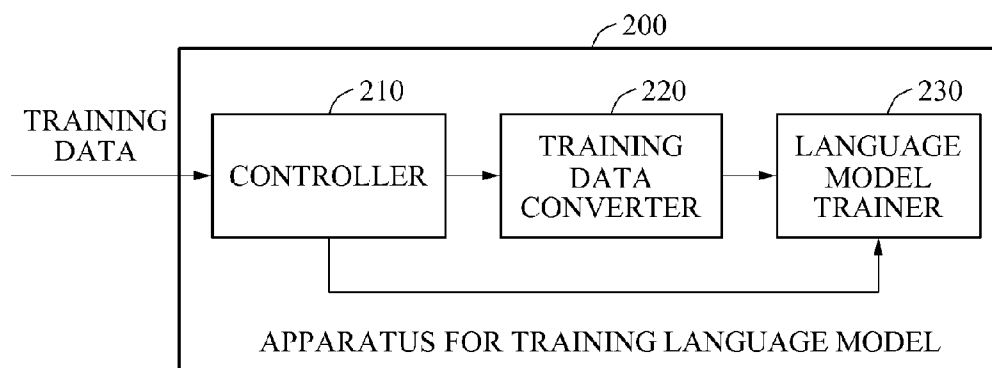 200
210
220
230
TRAINING
DATA
CONTROLLER
TRAINING
DATA
CONVERTER
LANGUAGE
MODEL
TRAINER
APPARATUS FOR TRAINING LANGUAGE MODEL